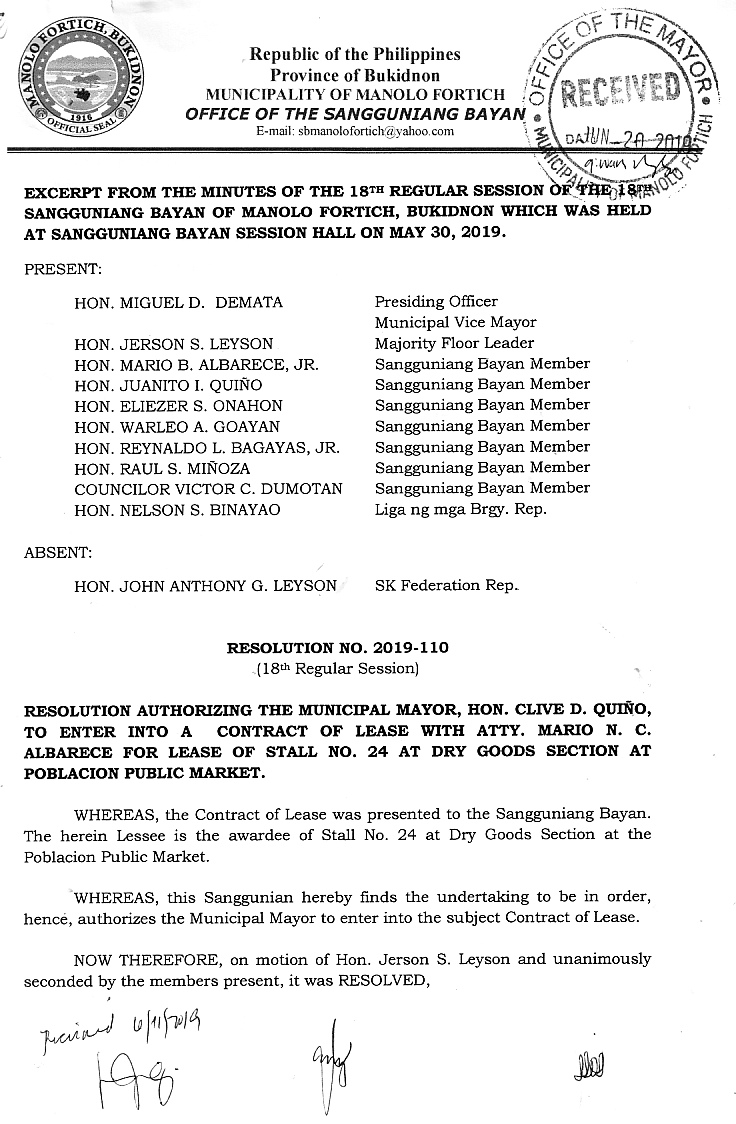 MANOLO FORTICH, BUKIDNON
1916
OFFICIAL SEAL
Republic of the Philippines
Province of Bukidnon
MUNICIPALITY OF MANOLO FORTICH
OFFICE OF THE SANGGUNIANG BAYAN
E-mail: sbmanolofortich@yahoo.com
OFFICE OF THE MAYOR
RECEIVED
MUNICIPALITY OF MANOLO FORTICH
EXCERPT FROM THE MINUTES OF THE 18TH REGULAR SESSION OF THE 18TH
SANGGUNIANG BAYAN OF MANOLO FORTICH, BUKIDNON WHICH WAS HELD
AT SANGGUNIANG BAYAN SESSION HALL ON MAY 30, 2019.
PRESENT:
HON. MIGUEL D. DEMATA Presiding Officer
Municipal Vice Mayor
HON. JERSON S. LEYSON Majority Floor Leader
HON. MARIO B. ALBARECE, JR. Sangguniang Bayan Member
HON. JUANITO I. QUIÑO Sangguniang Bayan Member
HON. ELIEZER S. ONAHON Sangguniang Bayan Member
HON. WARLEO A. GOAYAN Sangguniang Bayan Member
HON. REYNALDO L. BAGAYAS, JR. Sangguniang Bayan Member
HON. RAUL S. MIÑOZA Sangguniang Bayan Member
COUNCILOR VICTOR C. DUMOTAN Sangguniang Bayan Member
HON. NELSON S. BINAYAO Liga ng mga Brgy. Rep.
ABSENT:
HON. JOHN ANTHONY G. LEYSON SK Federation Rep.
RESOLUTION NO. 2019-110
(18th Regular Session)
RESOLUTION AUTHORIZING THE MUNICIPAL MAYOR, HON. CLIVE D. QUIÑO,
TO ENTER INTO A CONTRACT OF LEASE WITH ATTY. MARIO N. C.
ALBARECE FOR LEASE OF STALL NO. 24 AT DRY GOODS SECTION AT
POBLACION PUBLIC MARKET.
WHEREAS, the Contract of Lease was presented to the Sangguniang Bayan.
The herein Lessee is the awardee of Stall No. 24 at Dry Goods Section at the
Poblacion Public Market.
WHEREAS, this Sanggunian hereby finds the undertaking to be in order,
hence, authorizes the Municipal Mayor to enter into the subject Contract of Lease.
NOW THEREFORE, on motion of Hon. Jerson S. Leyson and unanimously
seconded by the members present, it was RESOLVED,
Received 6/11/2019